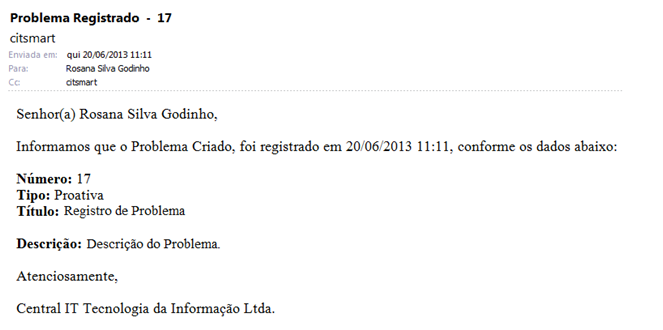 Problema Registrado - 17
citsmart
Enviada em: qui 20/06/2013 11:11
Para: Rosana Silva Godinho
Cc: citsmart
Senhor(a) Rosana Silva Godinho,
Informamos que o Problema Criado, foi registrado em 20/06/2013 11:11, conforme os dados abaixo:
Número: 17
Tipo: Proativa
Título: Registro de Problema
Descrição: Descrição do Problema.
Atenciosamente,
Central IT Tecnologia da Informação Ltda.